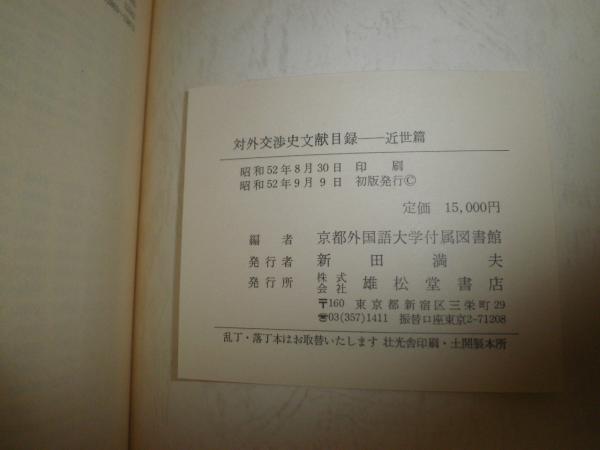 対外交渉史文献目録——近世篇
昭和52年8月30日 印 刷
昭和52年9月9日 初版発行©
定価 15,000円
編 者 京都外国語大学付属図書館
発行者 新 田 満 夫
発行所 株式会社 雄松堂書店
〒160 東京都新宿区三栄町29
☎03(357)1411 振替口座東京2-71208
乱丁・落丁本はお取替いたします 壮光舎印刷・土開製本所